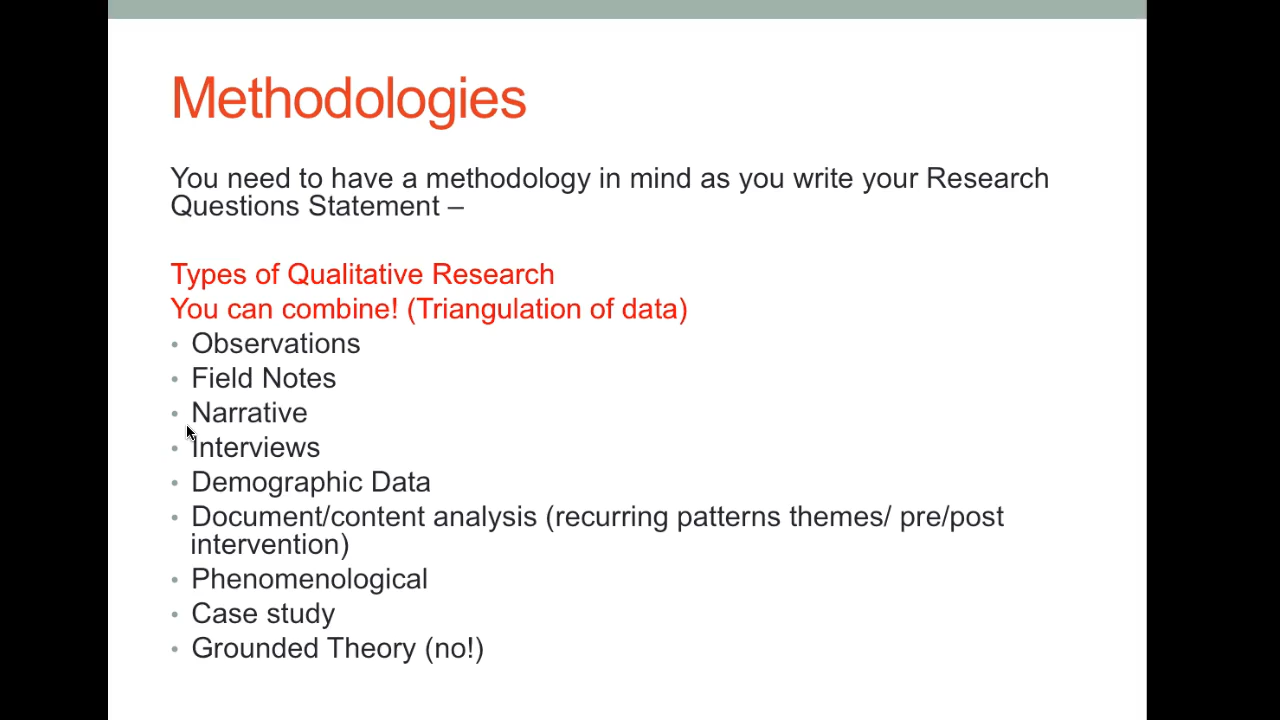 Methodologies
You need to have a methodology in mind as you write your Research
Questions Statement –
Types of Qualitative Research
You can combine! (Triangulation of data)
• Observations
• Field Notes
• Narrative
• Interviews
• Demographic Data
• Document/content analysis (recurring patterns themes/ pre/post
intervention)
• Phenomenological
• Case study
• Grounded Theory (no!)